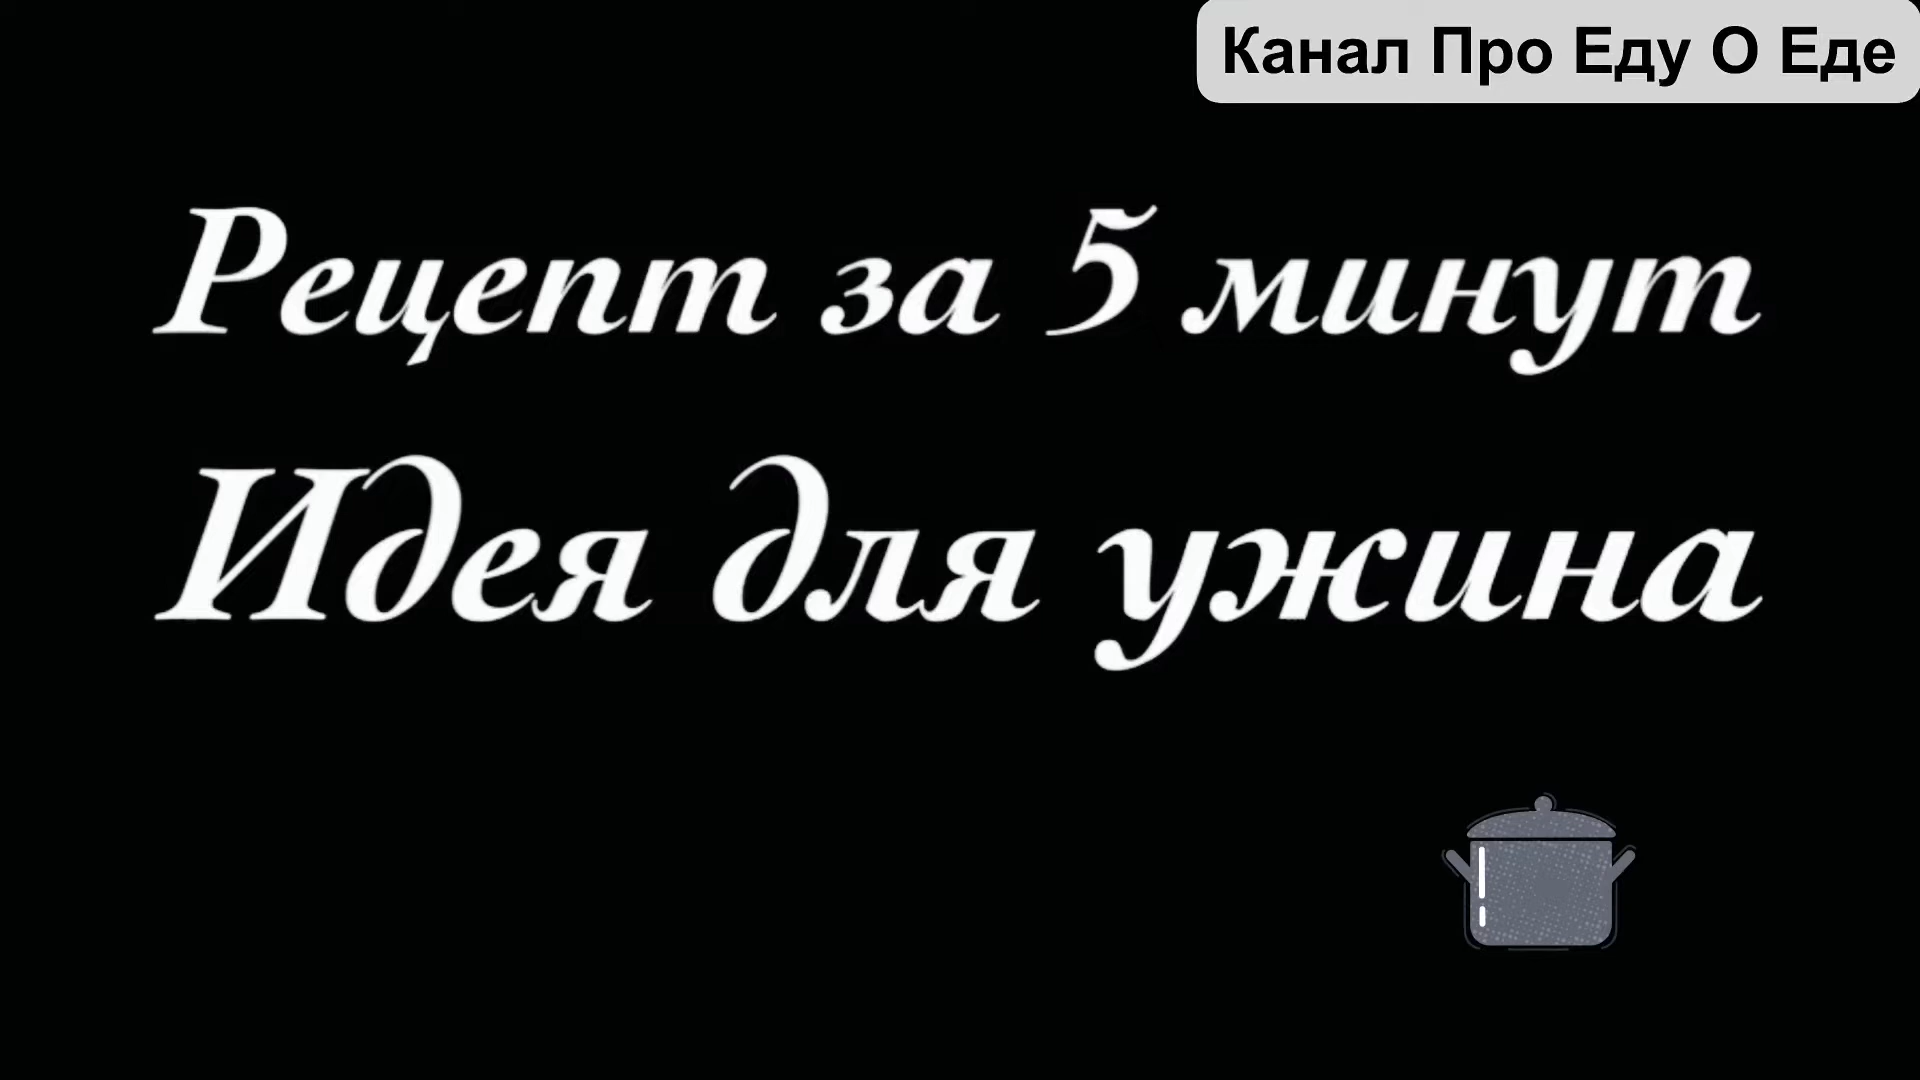 Канал Про Еду О Еде
Рецепт за 5 минут
Идея для ужина